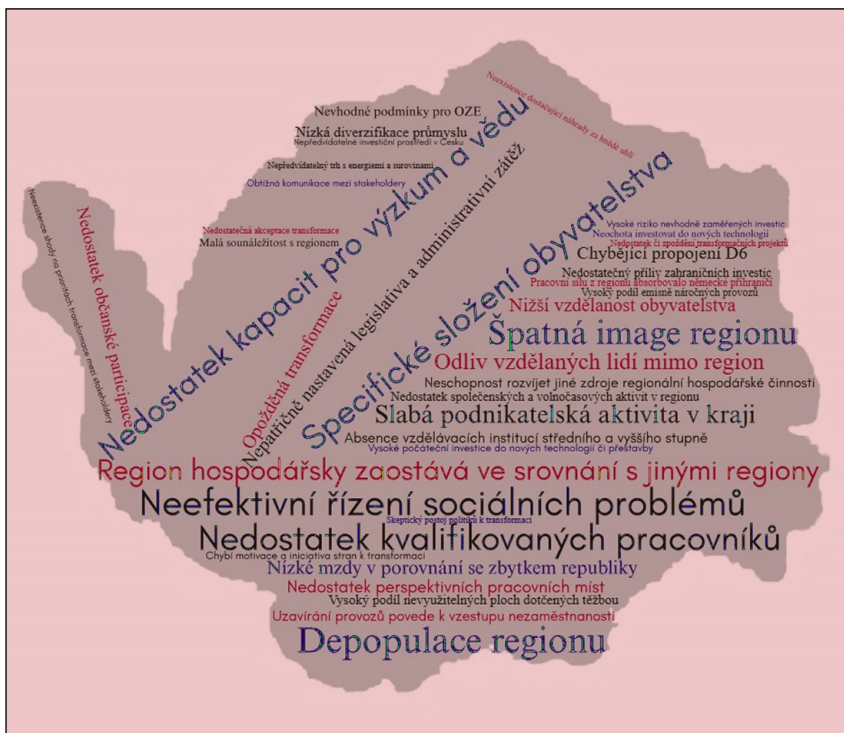 Neexistence dostačující náhrady za hnědé uhlí
Nevhodné podmínky pro OZE
Nízká diverzifikace průmyslu
Nepředvídatelné investiční prostředí v Česku
Nepředvídatelný trh s energiemi a surovinami
Obtížná komunikace mezi stakeholdery
Nedostatek kapacit pro výzkum a vědu
Nepatřičně nastavená legislativa a administrativní zátěž
Specifické složení obyvatelstva
Neexistence shody na prioritách transformace mezi stakeholdery
Nedostatek občanské participace
Nedostatečná akceptace transformace
Malá sounáležitost s regionem
Opožděná transformace
Vysoké riziko nevhodně zaměřených investic
Neochota investovat do nových technologií
Nedostatek či zpoždění transformačních projektů
Chybějící propojení D6
Nedostatečný příliv zahraničních investic
Pracovní sílu z regionu absorbovalo německé příhraničí
Vysoký podíl emisně náročných provozů
Nižší vzdělanost obyvatelstva
Špatná image regionu
Odliv vzdělaných lidí mimo region
Neschopnost rozvíjet jiné zdroje regionální hospodářské činnosti
Nedostatek společenských a volnočasových aktivit v regionu
Slabá podnikatelská aktivita v kraji
Absence vzdělávacích institucí středního a vyššího stupně
Vysoké počáteční investice do nových technologií či přestavby
Region hospodářsky zaostává ve srovnání s jinými regiony
Neefektivní řízení sociálních problémů
Skeptický postoj politiků k transformaci
Nedostatek kvalifikovaných pracovníků
Chybí motivace a iniciativa stran k transformaci
Nízké mzdy v porovnání se zbytkem republiky
Nedostatek perspektivních pracovních míst
Vysoký podíl nevyužitelných ploch dotčených těžbou
Uzavírání provozů povede k vzestupu nezaměstnanosti
Depopulace regionu